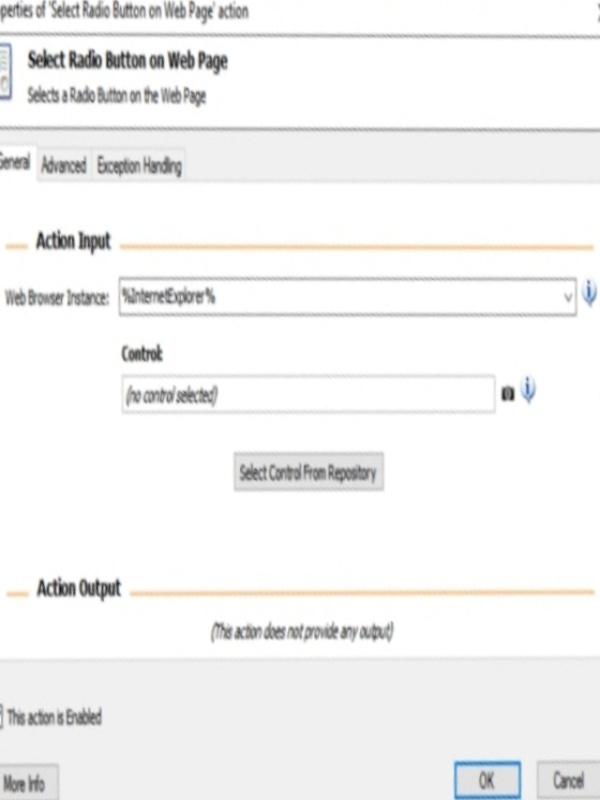 perties of 'Select Radio Button on Web Page' action
Select Radio Button on Web Page
Selects a Radio Button on the Web Page
General Advanced Exception Handling
Action Input
Web Browser Instance: %InternetExplorer%
Control:
(no control selected)
Select Control From Repository
Action Output
(This action does not provide any output)
This action is Enabled
More Info OK Cancel